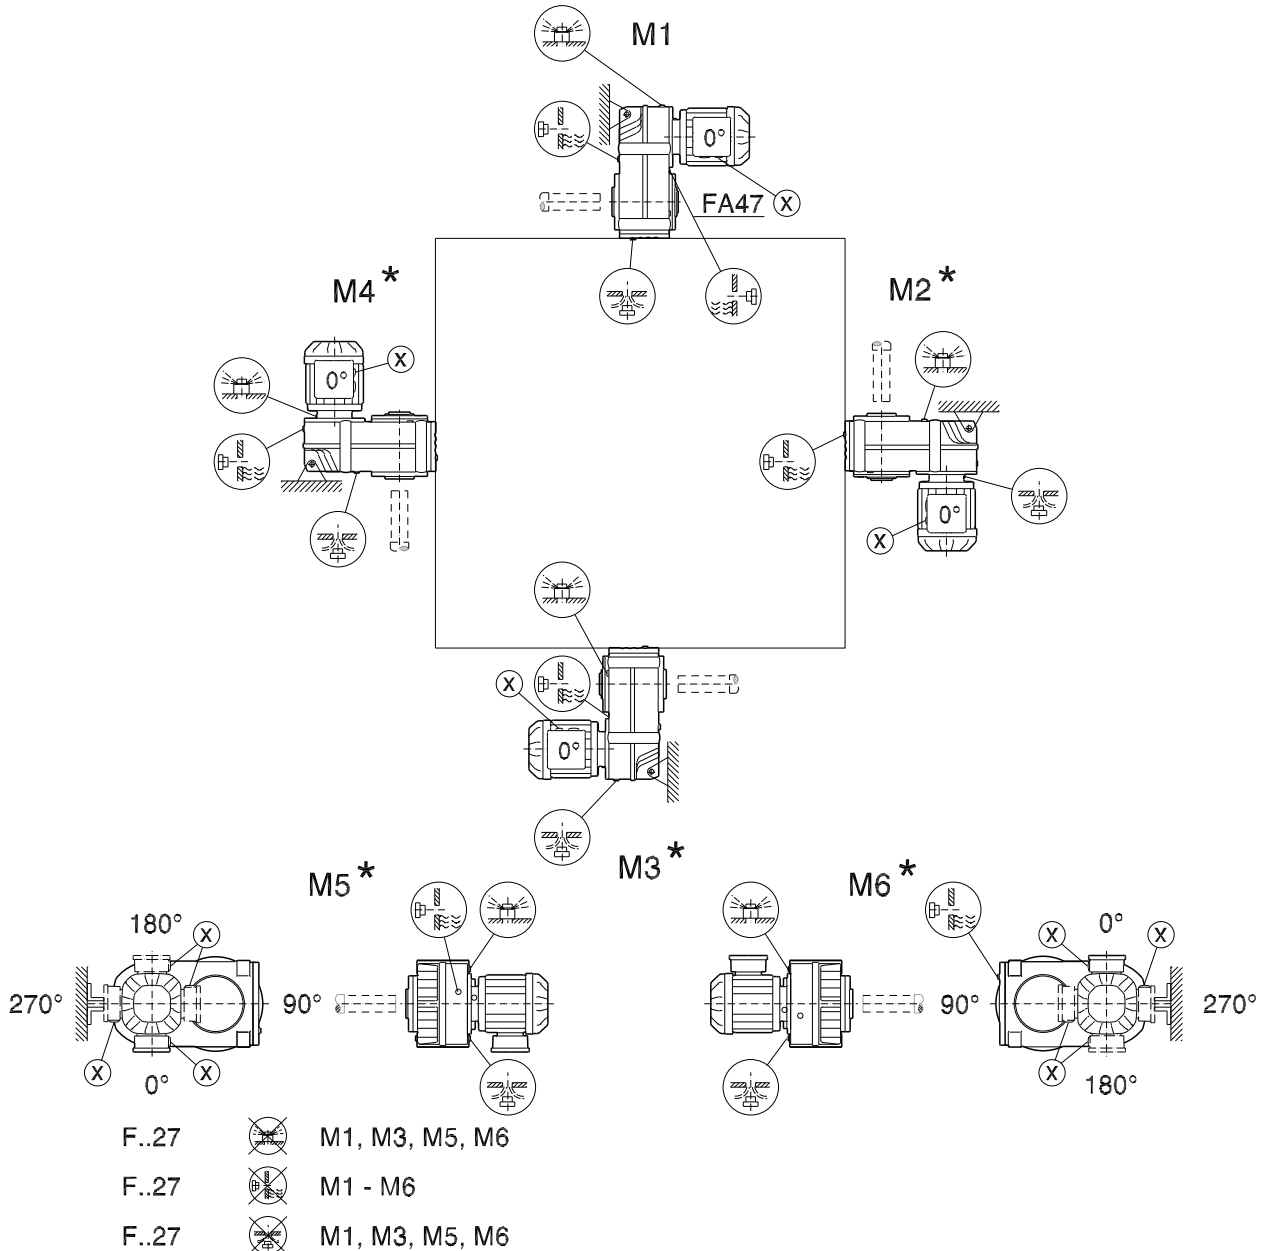 M1
0°
FA47 X
M4*
M2*
X
0°
0°
X
X
0°
M3*
M5*
M6*
180°
X
X
0°
X
270°
90°
90°
270°
X
0°
X
X
180°
F..27 M1, M3, M5, M6
F..27 M1 - M6
F..27 M1, M3, M5, M6